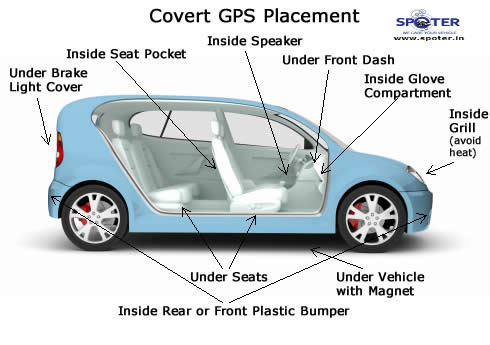 Covert GPS Placement
SPOTER
WE CARE YOUR VEHICLE
www.spoter.in
Inside Speaker
Inside Seat Pocket
Under Front Dash
Under Brake
Light Cover
Inside Glove
Compartment
Inside
Grill
(avoid
heat)
Under Seats
Under Vehicle
with Magnet
Inside Rear or Front Plastic Bumper